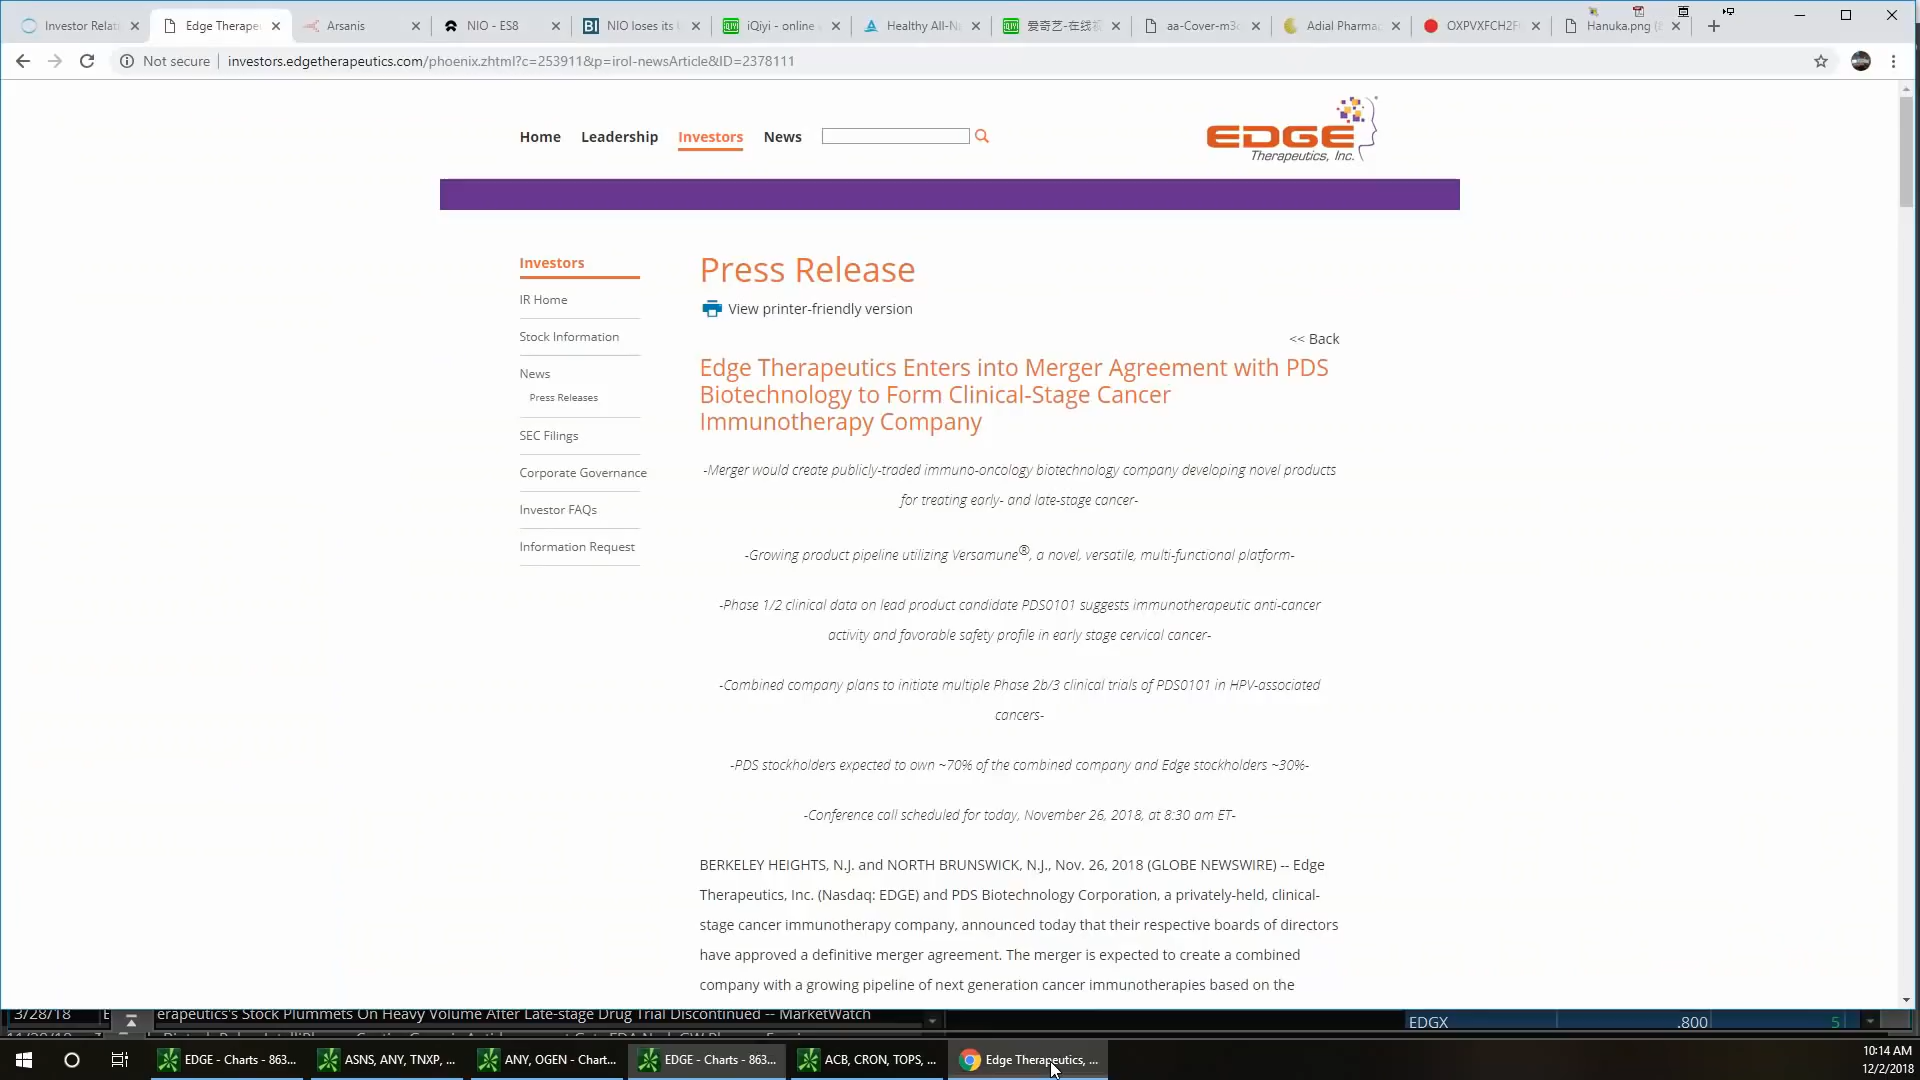 Investor Relati
Edge Therape
Arsanis
NIO - ES8
BI
NIO loses its
iQiyi - online
Healthy All-N
爱奇艺-在线视
aa-Cover-m3
Adial Pharma
OXPVXFCH2F
Hanuka.png (
Not secure
investors.edgetherapeutics.com/phoenix.zhtml?c=253911&p=irol-newsArticle&ID=2378111
Home
Leadership
Investors
News
EDGE
Therapeutics, Inc.
Investors
IR Home
Stock Information
News
Press Releases
SEC Filings
Corporate Governance
Investor FAQs
Information Request
Press Release
View printer-friendly version
<< Back
Edge Therapeutics Enters into Merger Agreement with PDS
Biotechnology to Form Clinical-Stage Cancer
Immunotherapy Company
-Merger would create publicly-traded immuno-oncology biotechnology company developing novel products
for treating early- and late-stage cancer-
-Growing product pipeline utilizing Versamune®, a novel, versatile, multi-functional platform-
-Phase 1/2 clinical data on lead product candidate PDS0101 suggests immunotherapeutic anti-cancer
activity and favorable safety profile in early stage cervical cancer-
-Combined company plans to initiate multiple Phase 2b/3 clinical trials of PDS0101 in HPV-associated
cancers-
-PDS stockholders expected to own ~70% of the combined company and Edge stockholders ~30%-
-Conference call scheduled for today, November 26, 2018, at 8:30 am ET-
BERKELEY HEIGHTS, N.J. and NORTH BRUNSWICK, N.J., Nov. 26, 2018 (GLOBE NEWSWIRE) -- Edge
Therapeutics, Inc. (Nasdaq: EDGE) and PDS Biotechnology Corporation, a privately-held, clinical-
stage cancer immunotherapy company, announced today that their respective boards of directors
have approved a definitive merger agreement. The merger is expected to create a combined
company with a growing pipeline of next generation cancer immunotherapies based on the
3/28/18
E
erapeutics's Stock Plummets On Heavy Volume After Late-stage Drug Trial Discontinued -- MarketWatch
EDGX
.800
5
EDGE - Charts - 863...
ASNS, ANY, TNXP, ...
ANY, OGEN - Chart...
EDGE - Charts - 863...
ACB, CRON, TOPS, ...
Edge Therapeutics, ...
10:14 AM
12/2/2018